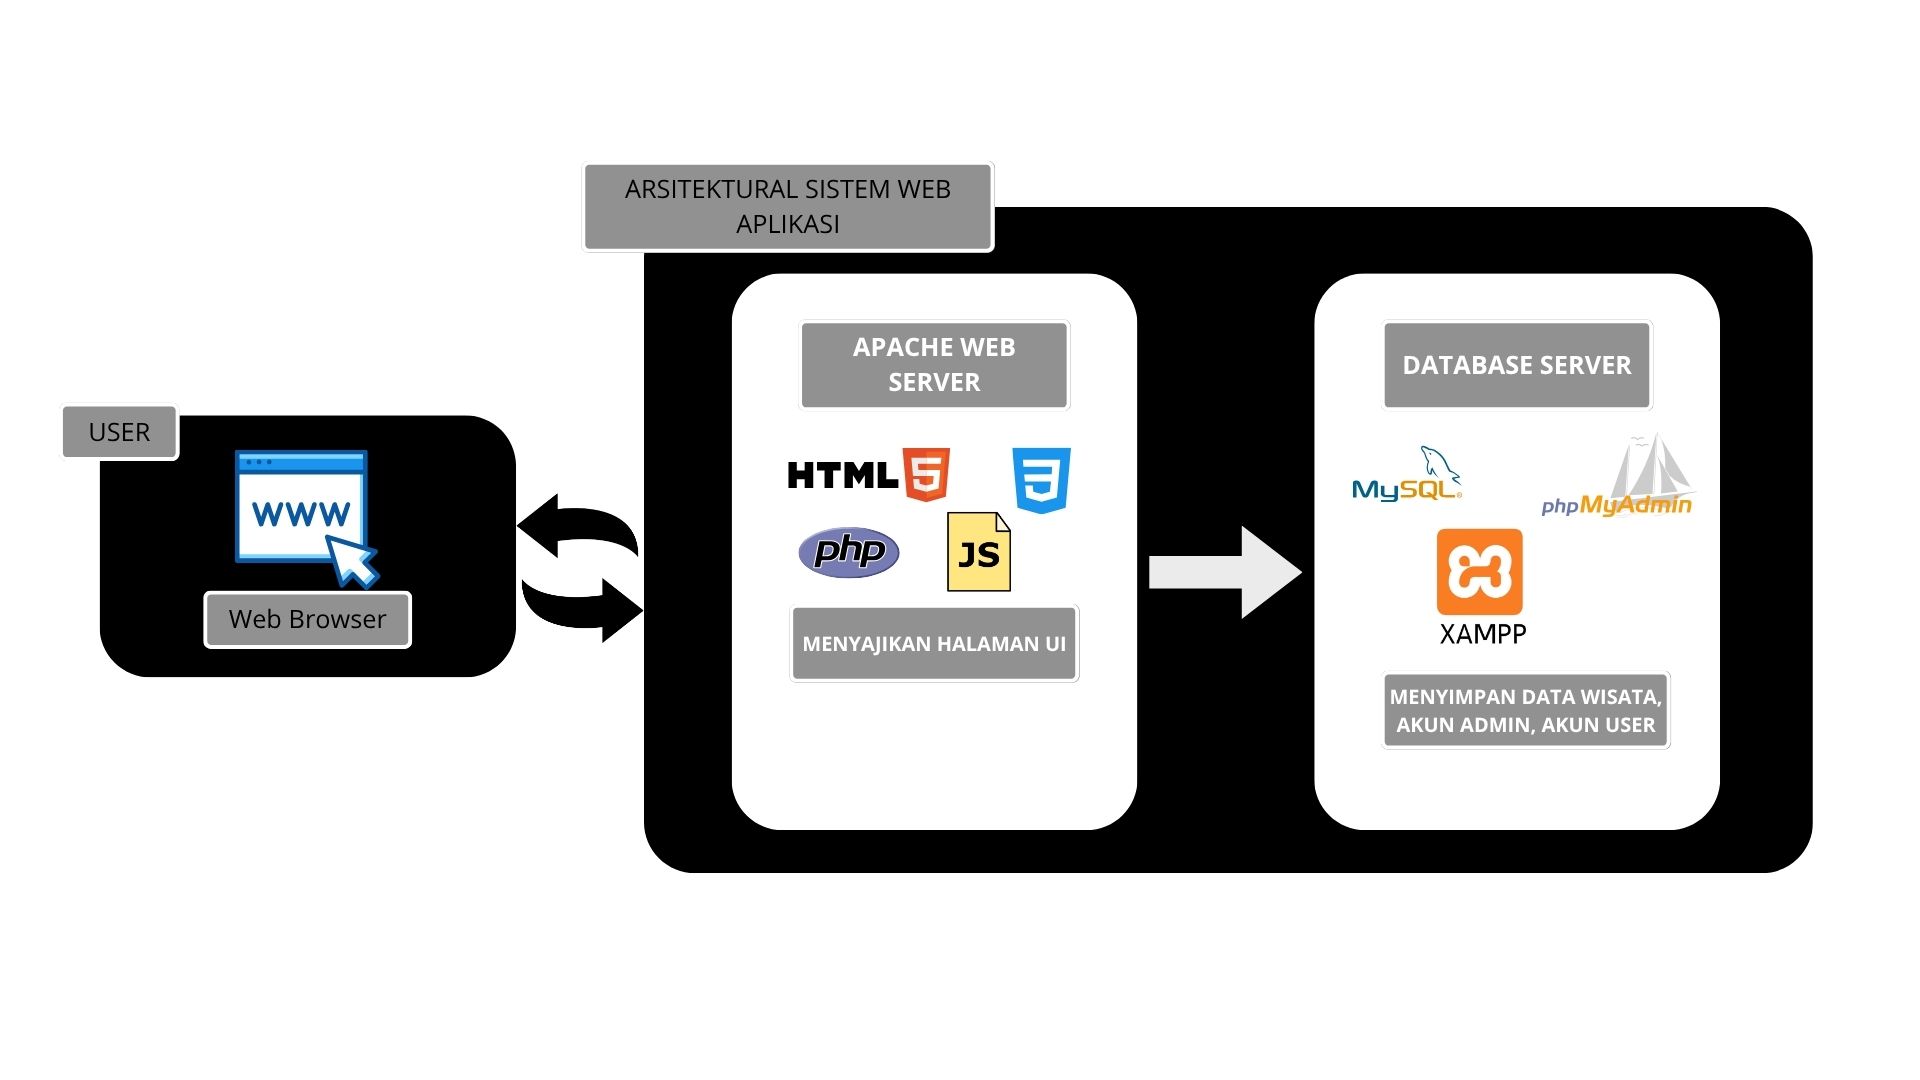 ARSITEKTURAL SISTEM WEB
APLIKASI
USER
WWW
Web Browser
APACHE WEB
SERVER
HTML 5
3
php
JS
MENYAJIKAN HALAMAN UI
DATABASE SERVER
MySQL®
phpMyAdmin
XAMPP
MENYIMPAN DATA WISATA,
AKUN ADMIN, AKUN USER